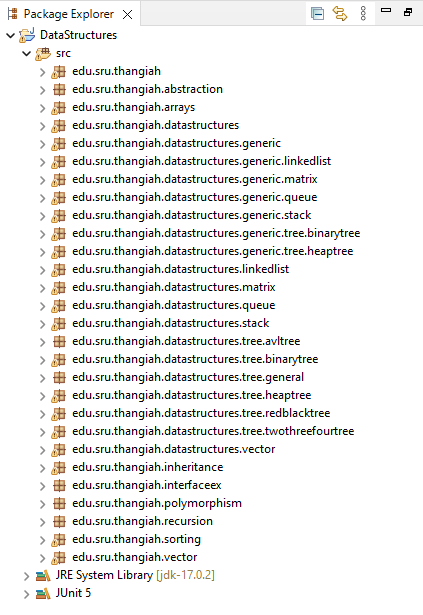 Package Explorer
DataStructures
src
edu.sru.thangiah
edu.sru.thangiah.abstraction
edu.sru.thangiah.arrays
edu.sru.thangiah.datastructures
edu.sru.thangiah.datastructures.generic
edu.sru.thangiah.datastructures.generic.linkedlist
edu.sru.thangiah.datastructures.generic.matrix
edu.sru.thangiah.datastructures.generic.queue
edu.sru.thangiah.datastructures.generic.stack
edu.sru.thangiah.datastructures.generic.tree.binarytree
edu.sru.thangiah.datastructures.generic.tree.heaptree
edu.sru.thangiah.datastructures.linkedlist
edu.sru.thangiah.datastructures.matrix
edu.sru.thangiah.datastructures.queue
edu.sru.thangiah.datastructures.stack
edu.sru.thangiah.datastructures.tree.avltree
edu.sru.thangiah.datastructures.tree.binarytree
edu.sru.thangiah.datastructures.tree.general
edu.sru.thangiah.datastructures.tree.heaptree
edu.sru.thangiah.datastructures.tree.redblacktree
edu.sru.thangiah.datastructures.tree.twothreefourtree
edu.sru.thangiah.datastructures.vector
edu.sru.thangiah.inheritance
edu.sru.thangiah.interfaceex
edu.sru.thangiah.polymorphism
edu.sru.thangiah.recursion
edu.sru.thangiah.sorting
edu.sru.thangiah.vector
JRE System Library [jdk-17.0.2]
JUnit 5